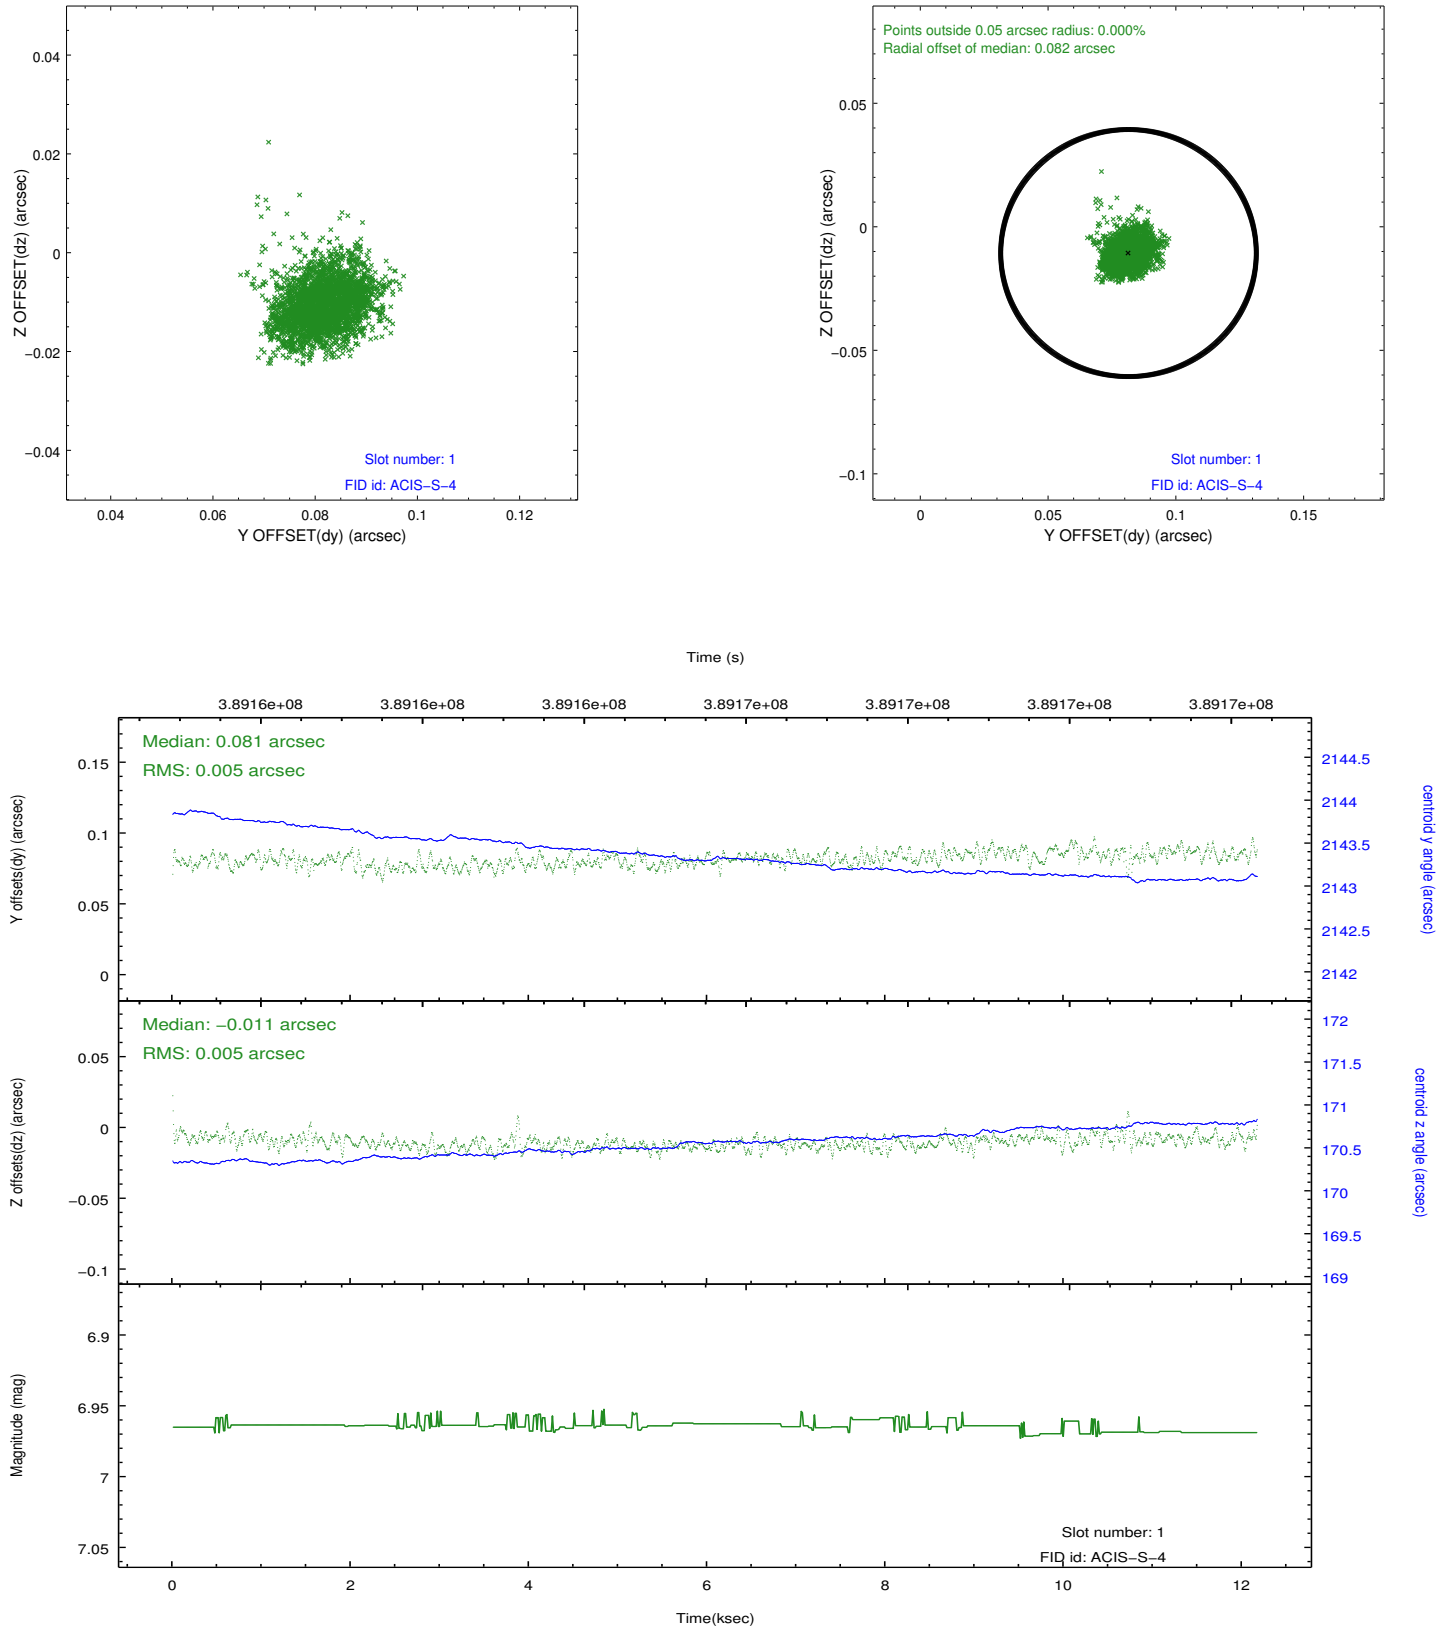 0.04
0.02
0
−0.02
−0.04
Z OFFSET(dz) (arcsec)
Slot number: 1
FID id: ACIS−S−4
0.04
0.06
0.08
0.1
0.12
Y OFFSET(dy) (arcsec)
Points outside 0.05 arcsec radius: 0.000%
Radial offset of median: 0.082 arcsec
0.05
0
−0.05
−0.1
Z OFFSET(dz) (arcsec)
Slot number: 1
FID id: ACIS−S−4
0
0.05
0.1
0.15
Y OFFSET(dy) (arcsec)
Time (s)
3.8916e+08
3.8916e+08
3.8916e+08
3.8917e+08
3.8917e+08
3.8917e+08
3.8917e+08
Median: 0.081 arcsec
RMS: 0.005 arcsec
0.15
0.1
0.05
0
Y offsets(dy) (arcsec)
2144.5
2144
2143.5
2143
2142.5
2142
centroid y angle (arcsec)
Median: −0.011 arcsec
RMS: 0.005 arcsec
0.05
0
−0.05
−0.1
Z offsets(dz) (arcsec)
172
171.5
171
170.5
170
169.5
169
centroid z angle (arcsec)
6.9
6.95
7
7.05
Magnitude (mag)
Slot number: 1
FID id: ACIS−S−4
0
2
4
6
8
10
12
Time(ksec)